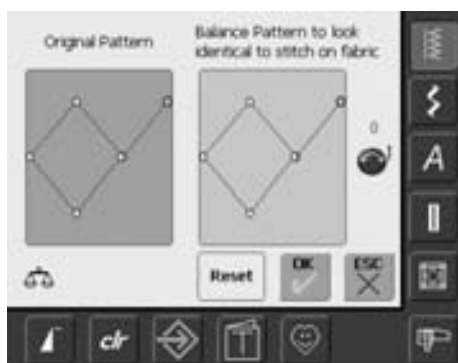 Original Pattern
Balance Pattern to look
identical to stitch on fabric
0
A
Reset
OK
ESC
clr